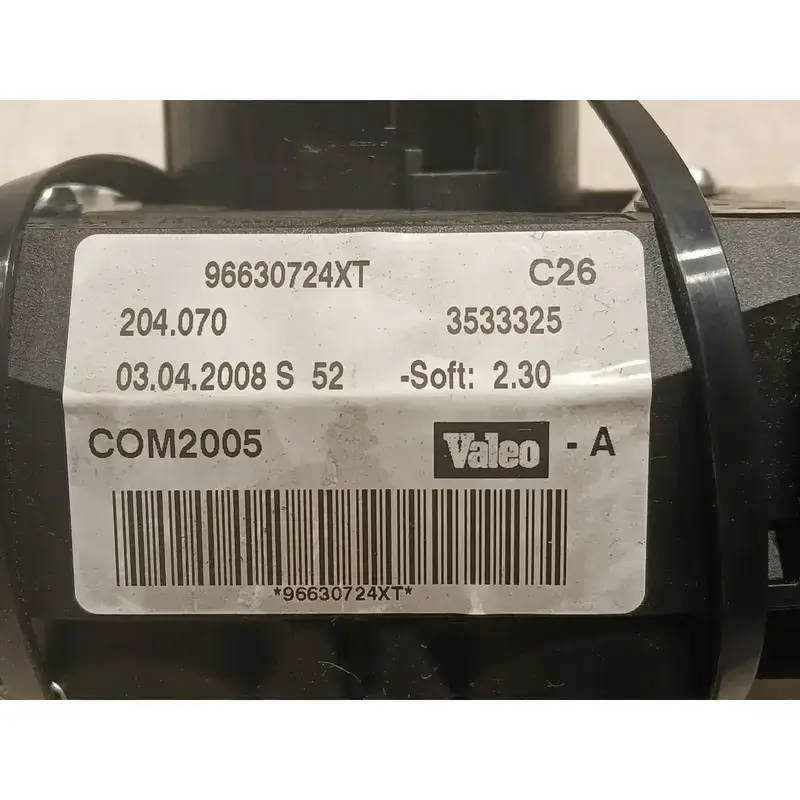 96630724XT C26
204.070 3533325
03.04.2008 S 52 -Soft: 2.30
COM2005 Valeo - A
*96630724XT*